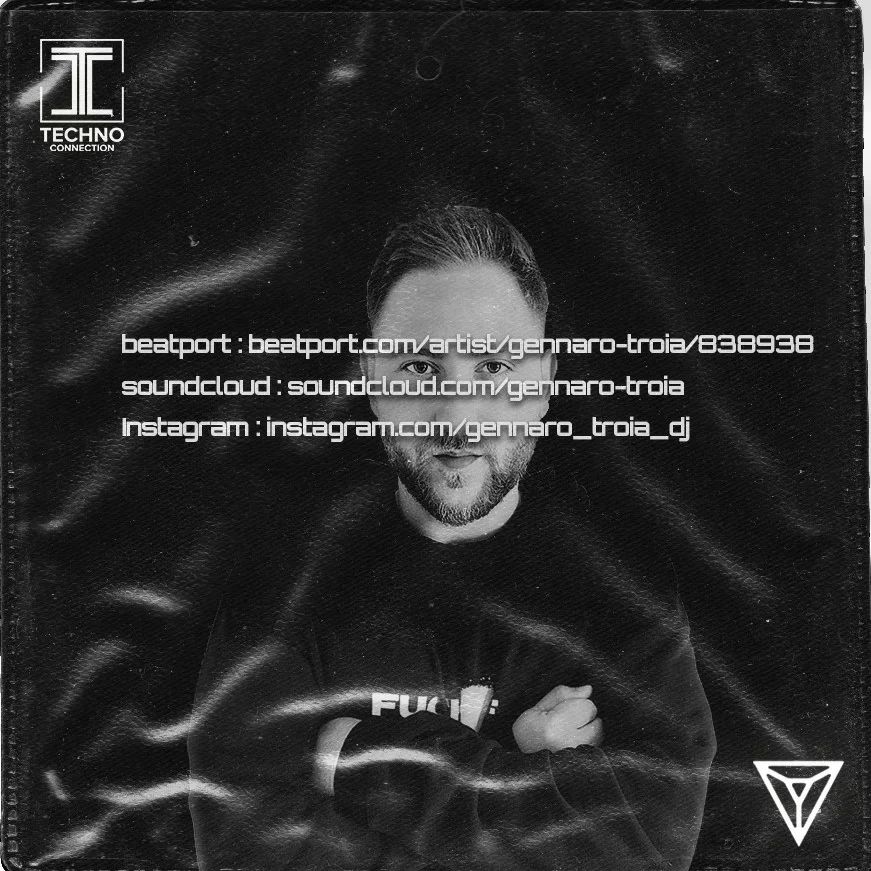 TECHNO
CONNECTION
beatport : beatport.com/artist/gennaro-troia/838938
soundcloud : soundcloud.com/gennaro-troia
Instagram : instagram.com/gennaro_troia_dj